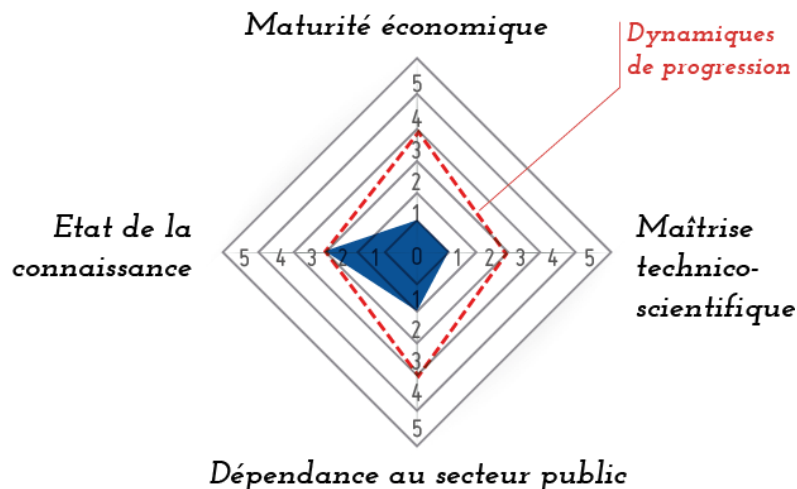 Maturité économique
Dynamiques
de progression
5
4
3
2
1
Etat de la
connaissance
5 4 3 2 1 0 1 2 3 4 5
Maîtrise
technico-
scientifique
1
2
3
4
5
Dépendance au secteur public